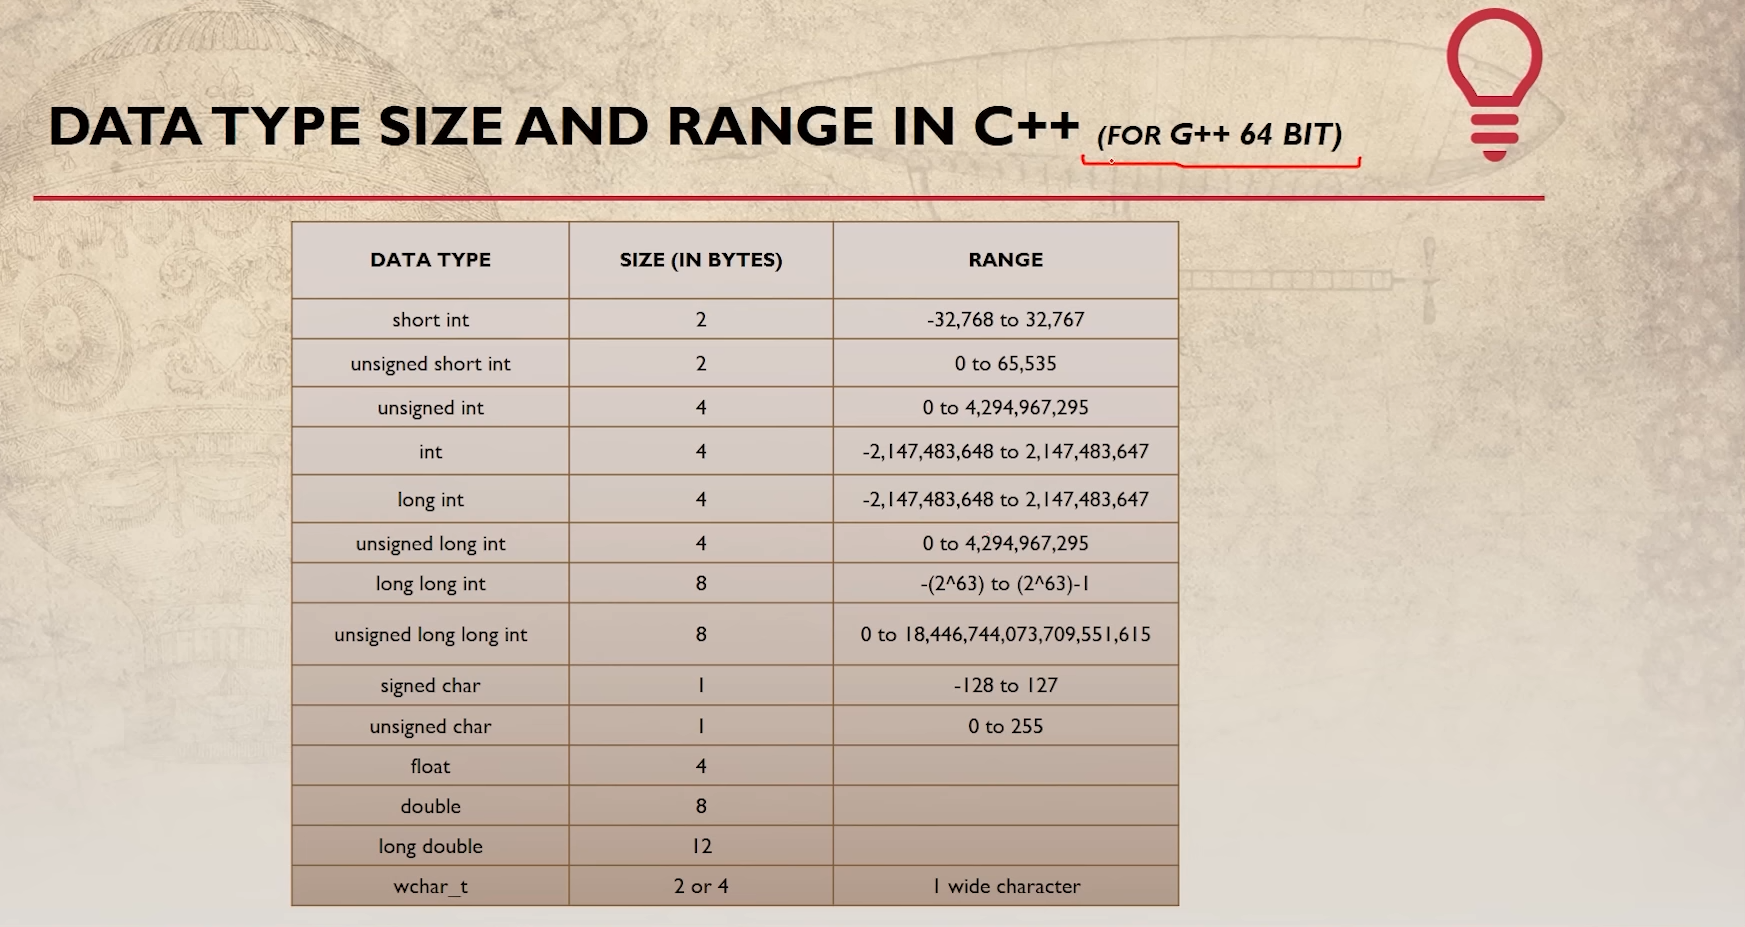 DATA TYPE SIZE AND RANGE IN C++ (FOR G++ 64 BIT)
DATA TYPE SIZE (IN BYTES) RANGE
short int 2 -32,768 to 32,767
unsigned short int 2 0 to 65,535
unsigned int 4 0 to 4,294,967,295
int 4 -2,147,483,648 to 2,147,483,647
long int 4 -2,147,483,648 to 2,147,483,647
unsigned long int 4 0 to 4,294,967,295
long long int 8 -(2^63) to (2^63)-1
unsigned long long int 8 0 to 18,446,744,073,709,551,615
signed char 1 -128 to 127
unsigned char 1 0 to 255
float 4
double 8
long double 12
wchar_t 2 or 4 1 wide character